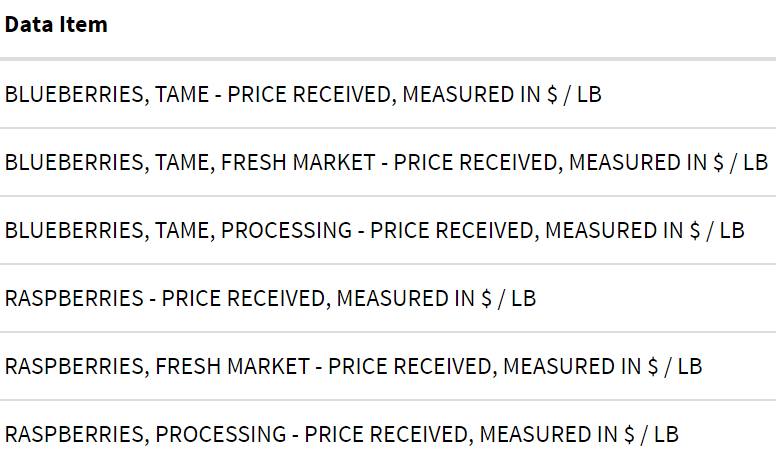 Data Item
BLUEBERRIES, TAME - PRICE RECEIVED, MEASURED IN $ / LB
BLUEBERRIES, TAME, FRESH MARKET - PRICE RECEIVED, MEASURED IN $ / LB
BLUEBERRIES, TAME, PROCESSING - PRICE RECEIVED, MEASURED IN $ / LB
RASPBERRIES - PRICE RECEIVED, MEASURED IN $ / LB
RASPBERRIES, FRESH MARKET - PRICE RECEIVED, MEASURED IN $ / LB
RASPBERRIES, PROCESSING - PRICE RECEIVED, MEASURED IN $ / LB